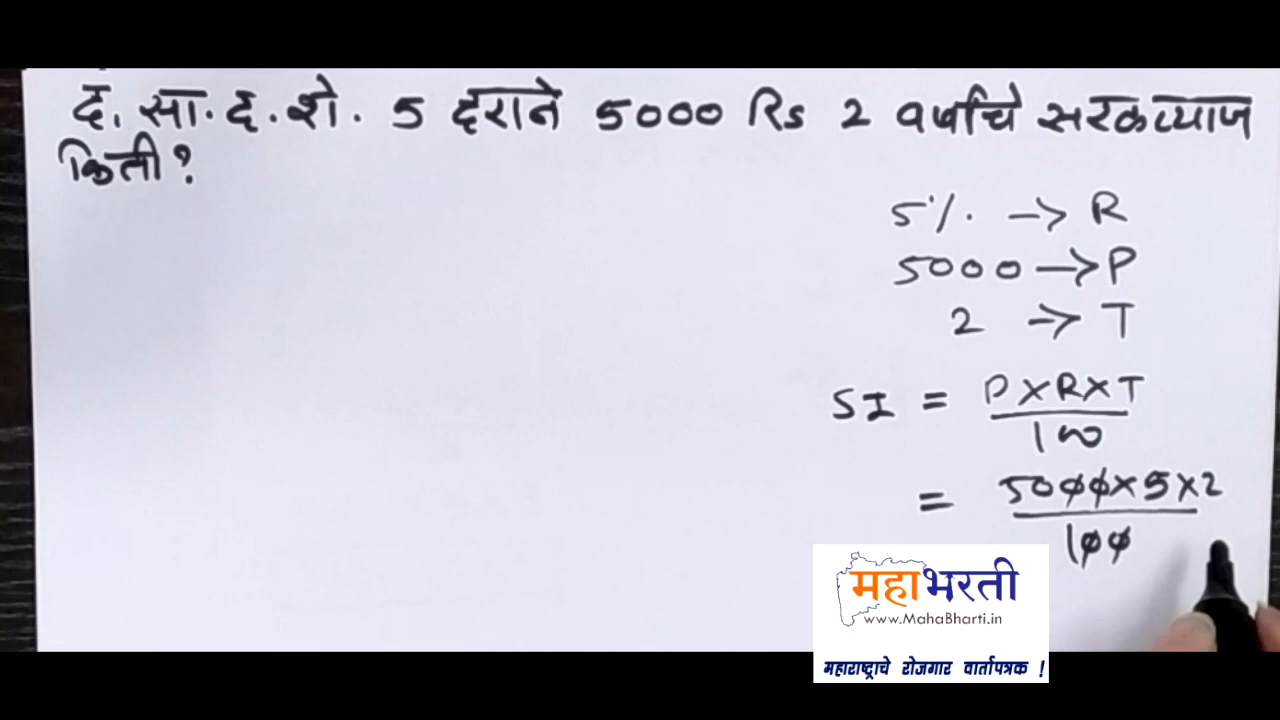 द. सा. द. शे. 5 दराने 5000 Rs 2 वर्षाचे सरळव्याज
किती?
5% -> R
5000 -> P
2 -> T
SI = P X R X T
100
= 5000 x 5 x 2
100
महाभरती
www.MahaBharti.in
महाराष्ट्राचे रोजगार वार्तापत्रक !